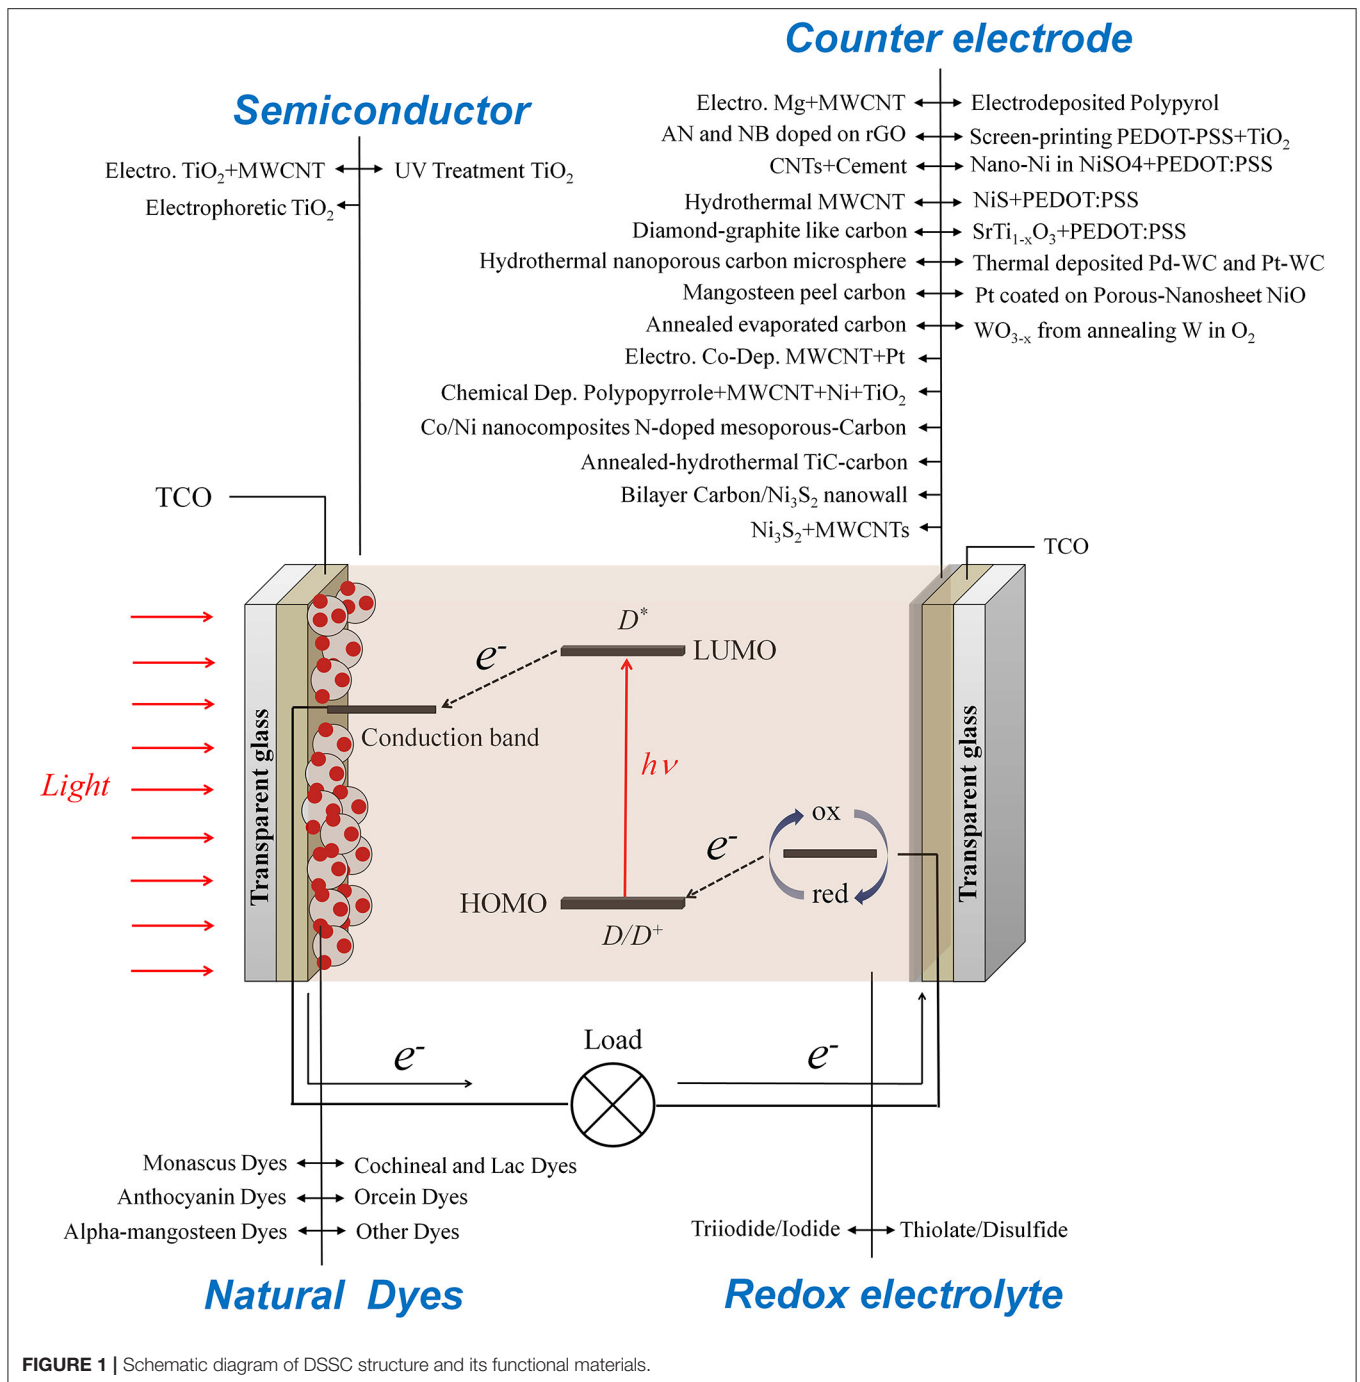 Counter electrode
Semiconductor
Electro. Mg+MWCNT
Electrodeposited Polypyrol
AN and NB doped on rGO
Screen-printing PEDOT-PSS+TiO₂
CNTs+Cement
Nano-Ni in NiSO4+PEDOT:PSS
Electro. TiO₂+MWCNT
UV Treatment TiO₂
Hydrothermal MWCNT
NiS+PEDOT:PSS
Electrophoretic TiO₂
Diamond-graphite like carbon
SrTi₁₋ₓO₃+PEDOT:PSS
Hydrothermal nanoporous carbon microsphere
Thermal deposited Pd-WC and Pt-WC
Mangosteen peel carbon
Pt coated on Porous-Nanosheet NiO
Annealed evaporated carbon
WO₃₋ₓ from annealing W in O₂
Electro. Co-Dep. MWCNT+Pt
Chemical Dep. Polypopyrrole+MWCNT+Ni+TiO₂
Co/Ni nanocomposites N-doped mesoporous-Carbon
Annealed-hydrothermal TiC-carbon
Bilayer Carbon/Ni₃S₂ nanowall
Ni₃S₂+MWCNTs
TCO
TCO
D*
LUMO
e⁻
Conduction band
hν
Light
Transparent glass
Transparent glass
ox
e⁻
red
HOMO
D/D⁺
Load
e⁻
e⁻
Monascus Dyes
Cochineal and Lac Dyes
Anthocyanin Dyes
Orcein Dyes
Alpha-mangosteen Dyes
Other Dyes
Triiodide/Iodide
Thiolate/Disulfide
Natural Dyes
Redox electrolyte
FIGURE 1 | Schematic diagram of DSSC structure and its functional materials.